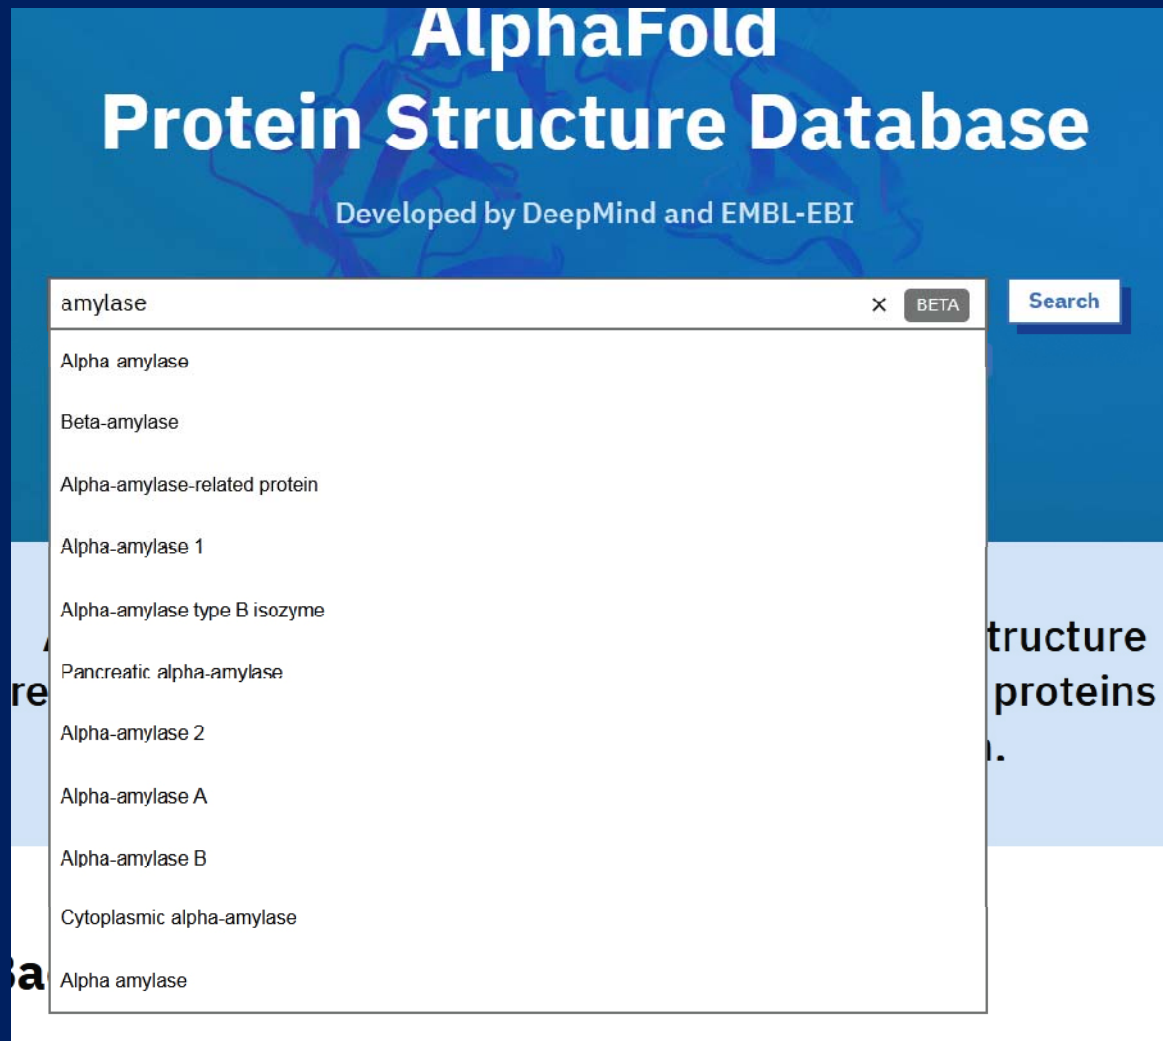 AlphaFold
Protein Structure Database
Developed by DeepMind and EMBL-EBI
amylase × BETA Search
Alpha amylase
Beta-amylase
Alpha-amylase-related protein
Alpha-amylase 1
Alpha-amylase type B isozyme
tructure
Pancreatic alpha-amylase
re proteins
Alpha-amylase 2
Alpha-amylase A
Alpha-amylase B
Cytoplasmic alpha-amylase
Alpha amylase